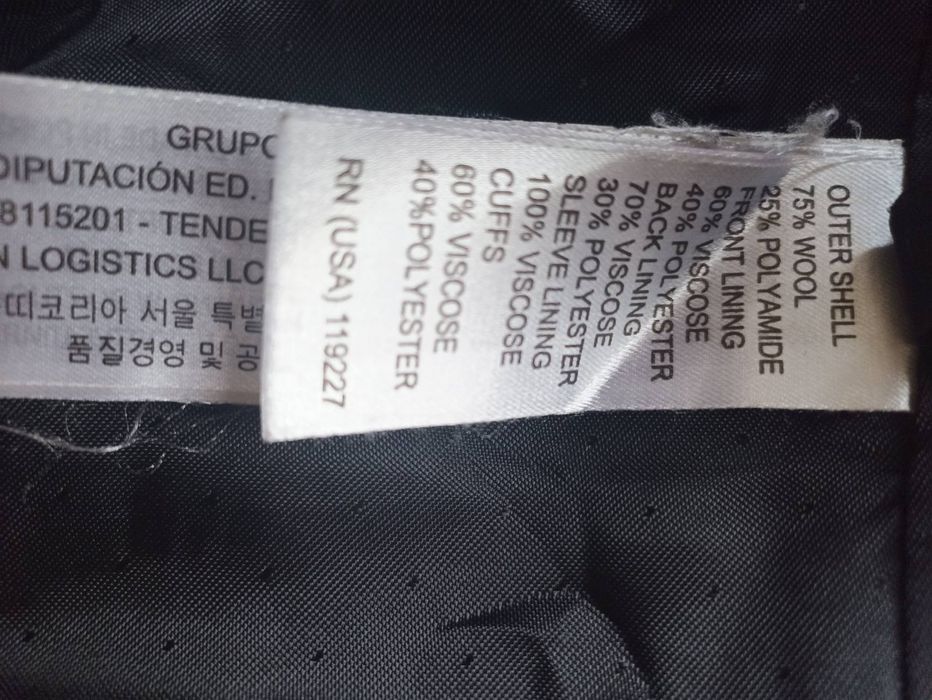 OUTER SHELL
75% WOOL
25% POLYAMIDE
FRONT LINING
60% VISCOSE
40% POLYESTER
BACK LINING
70% VISCOSE
30% POLYESTER
SLEEVE LINING
100% VISCOSE
CUFFS
60% VISCOSE
40%POLYESTER
RN (USA) 119227
GRUPO
DIPUTACIÓN ED.
8115201 - TENDE
N LOGISTICS LLC
띠코리아 서울 특별
품질경영 및 공